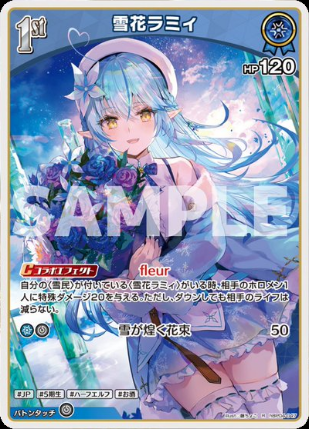 1st
雪花ラミィ
HP120
SAMPLE
コラボエフェクト
fleur
自分の〈雪民〉が付いている〈雪花ラミィ〉がいる時、相手のホロメン1
人に特殊ダメージ20を与える。ただし、ダウンしても相手のライフは
減らない。
雪が煌く花束 50
#JP #5期生 #ハーフエルフ #お酒
バトンタッチ